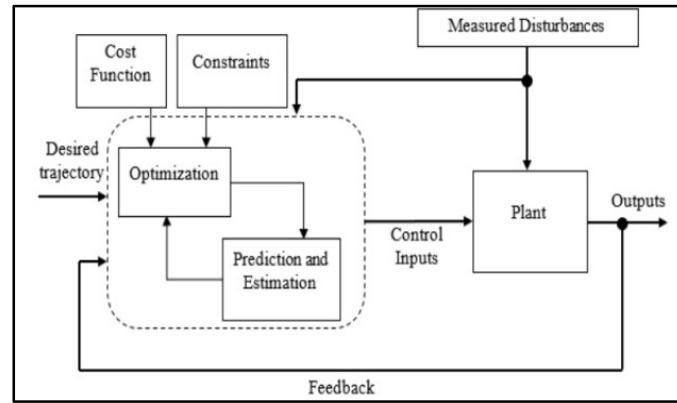 Measured Disturbances
Cost
Function
Constraints
Desired
trajectory
Optimization
Prediction and
Estimation
Control
Inputs
Plant
Outputs
Feedback